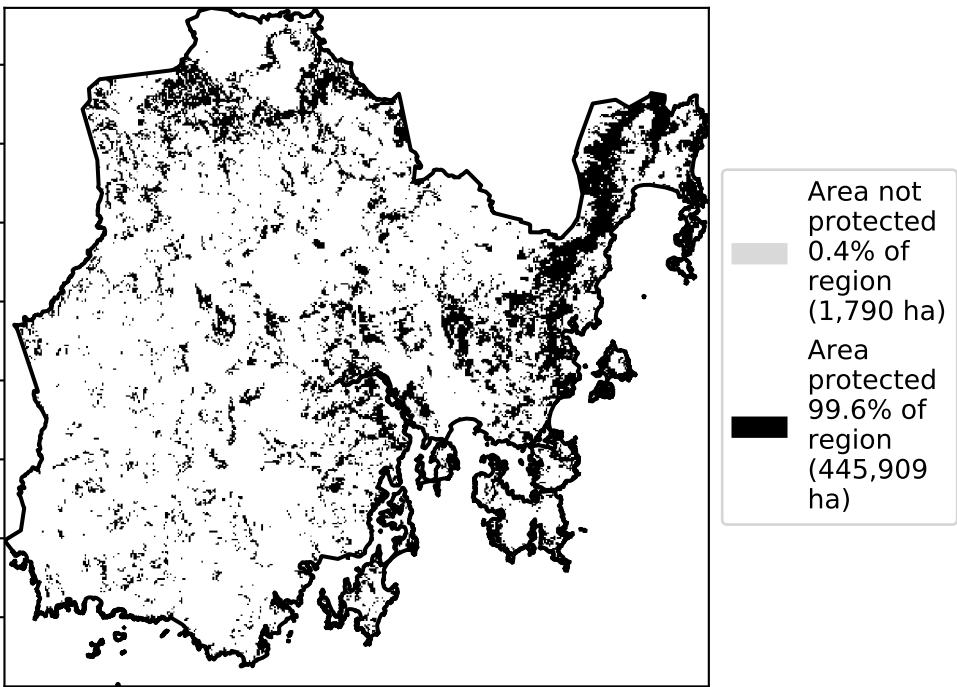 Area not
protected
0.4% of
region
(1,790 ha)
Area
protected
99.6% of
region
(445,909
ha)